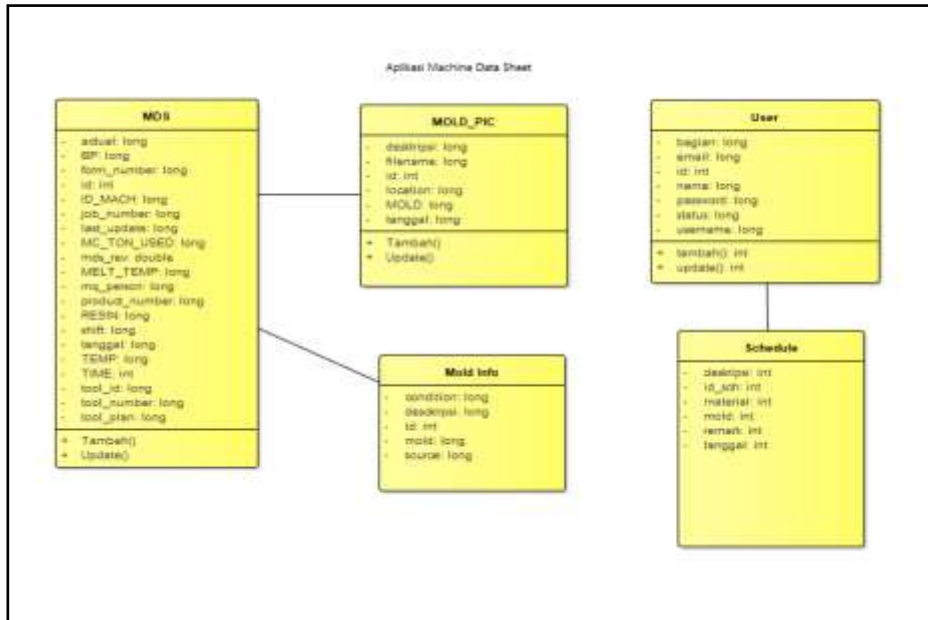 Aplikasi Machine Data Sheet
MDS
- actual: long
- BP: long
- form_number: long
- id: int
- ID_MACH: long
- job_number: long
- last_update: long
- MC_TON_USED: long
- mds_rev: double
- MELT_TEMP: long
- mq_person: long
- product_number: long
- RESIN: long
- shift: long
- tanggal: long
- TEMP: long
- TIME: int
- tool_id: long
- tool_number: long
- tool_plan: long
+ Tambah()
+ Update()
MOLD_PIC
- desktripsi: long
- filename: long
- id: int
- location: long
- MOLD: long
- tanggal: long
+ Tambah()
+ Update()
Mold Info
- condition: long
- desdkripsi: long
- id: int
- mold: long
- source: long
User
- bagian: long
- email: long
- id: int
- nama: long
- password: long
- status: long
- username: long
+ tambah(): int
+ update(): int
Schedule
- desktipsi: int
- id_sdh: int
- material: int
- mold: int
- remark: int
- tanggal: int